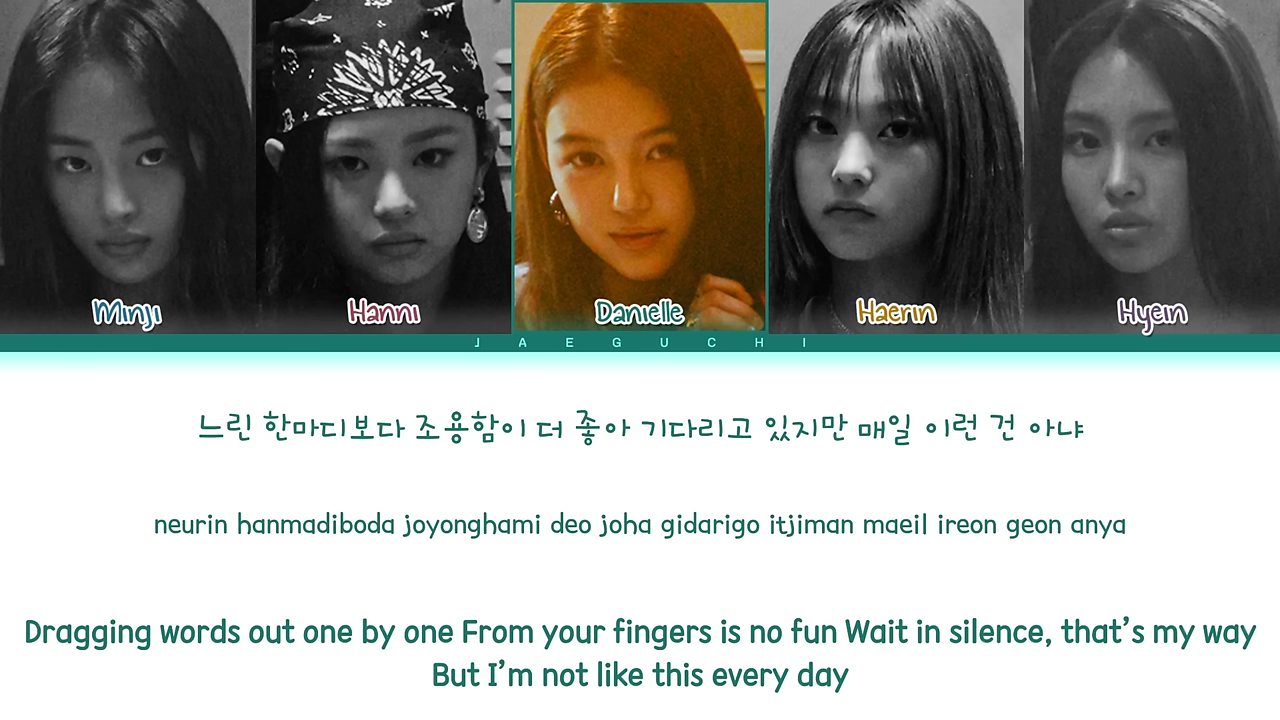 Minji
Hanni
Danielle
Haerin
Hyein
JAEGUCHI
느린 한마디보다 조용함이 더 좋아 기다리고 있지만 매일 이런 건 아냐
neurin hanmadiboda joyonghami deo joha gidarigo itjiman maeil ireon geon anya
Dragging words out one by one From your fingers is no fun Wait in silence, that's my way
But I'm not like this every day